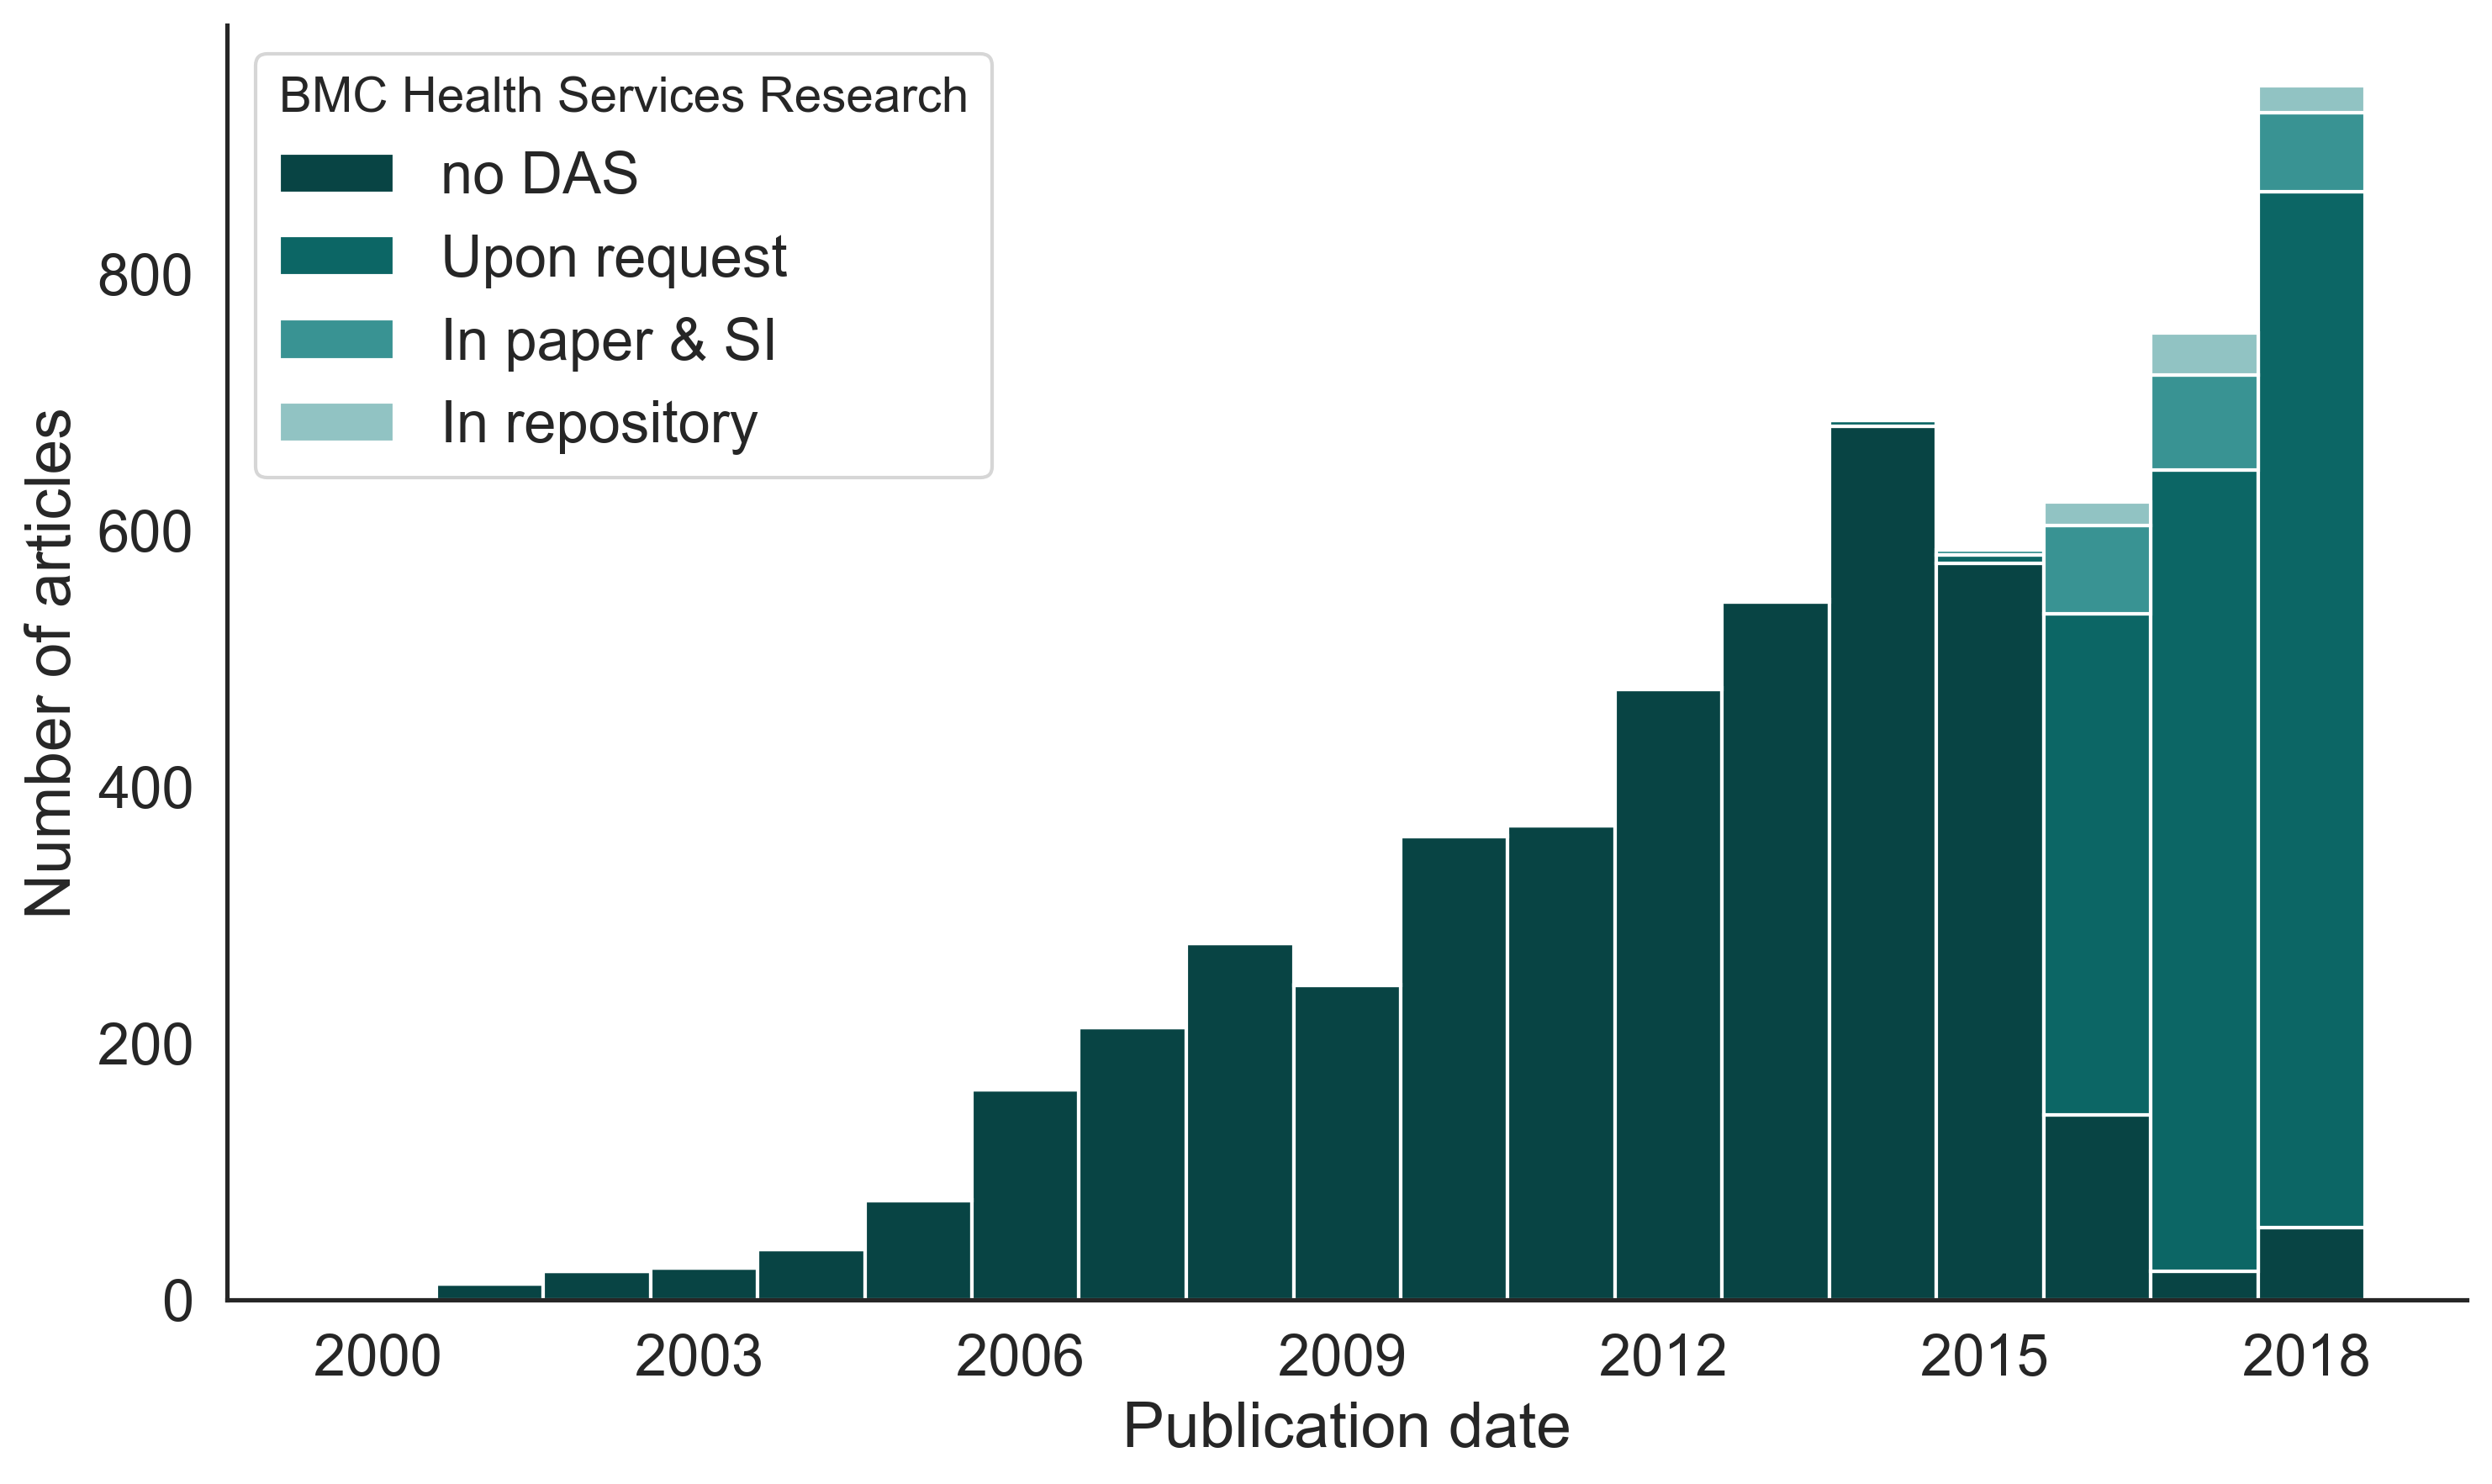 BMC Health Services Research
no DAS
Upon request
In paper & SI
In repository
Number of articles
800
600
400
200
0
2000 2003 2006 2009 2012 2015 2018
Publication date